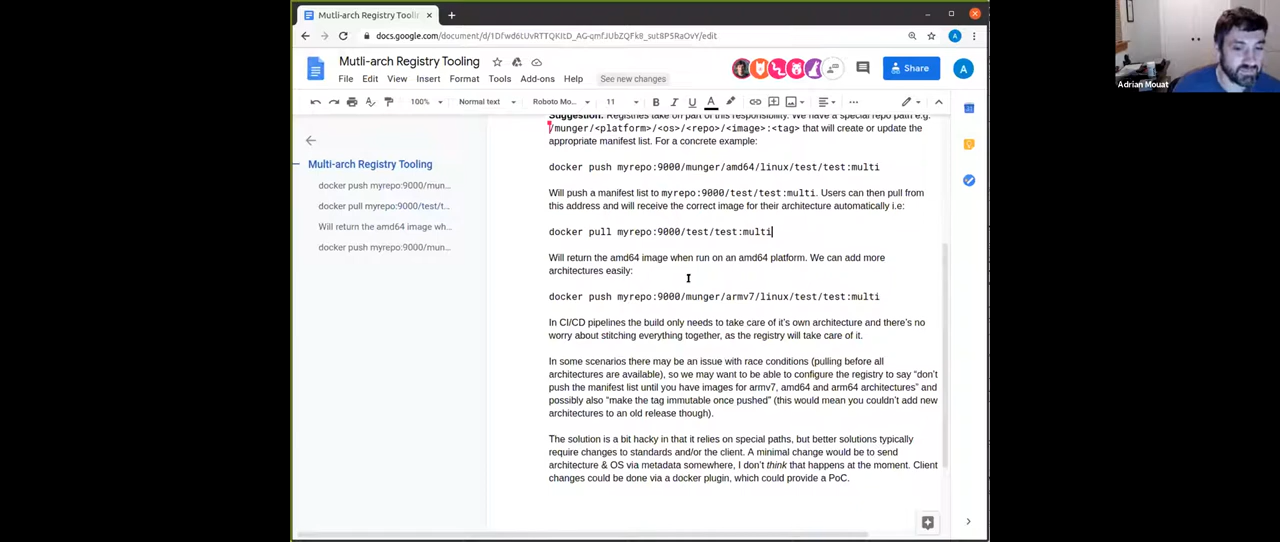 Mutli-arch Registry Toolin
docs.google.com/document/d/1Dfwd6tUvRTTQKItD_AG-qmfJUbZQFk8_sut8P5RaOvY/edit
Mutli-arch Registry Tooling
File Edit View Insert Format Tools Add-ons Help See new changes
Share
A
100% Normal text Roboto Mo... 11 B I U A
Multi-arch Registry Tooling
docker push myrepo:9000/mun...
docker pull myrepo:9000/test/t...
Will return the amd64 image wh...
docker push myrepo:9000/mun...
Suggestion: Registries take on part of this responsibility. We have a special repo path e.g.
/munger/<platform>/<os>/<repo>/<image>:<tag> that will create or update the
appropriate manifest list. For a concrete example:
docker push myrepo:9000/munger/amd64/linux/test/test:multi
Will push a manifest list to myrepo:9000/test/test:multi. Users can then pull from
this address and will receive the correct image for their architecture automatically i.e:
docker pull myrepo:9000/test/test:multi
Will return the amd64 image when run on an amd64 platform. We can add more
architectures easily:
docker push myrepo:9000/munger/armv7/linux/test/test:multi
In CI/CD pipelines the build only needs to take care of it's own architecture and there's no
worry about stitching everything together, as the registry will take care of it.
In some scenarios there may be an issue with race conditions (pulling before all
architectures are available), so we may want to be able to configure the registry to say “don't
push the manifest list until you have images for armv7, amd64 and arm64 architectures” and
possibly also “make the tag immutable once pushed” (this would mean you couldn't add new
architectures to an old release though).
The solution is a bit hacky in that it relies on special paths, but better solutions typically
require changes to standards and/or the client. A minimal change would be to send
architecture & OS via metadata somewhere, I don't think that happens at the moment. Client
changes could be done via a docker plugin, which could provide a PoC.
Adrian Mouat